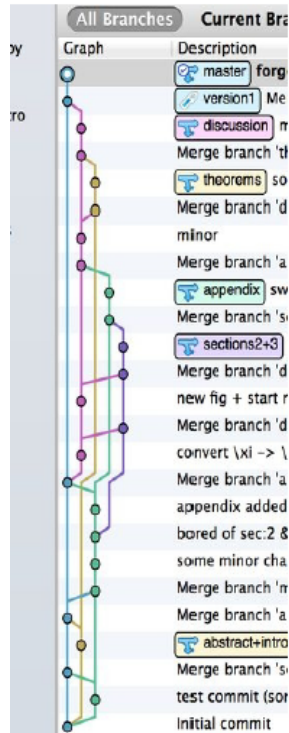 All Branches Current Bra
by Graph Description
master forg
tro version1 Me
discussion m
Merge branch 'th
theorems so
Merge branch 'd
minor
Merge branch 'a
appendix sw
Merge branch 'se
sections2+3
Merge branch 'd
new fig + start r
Merge branch 'd
convert \xi -> \
Merge branch 'a
appendix added
bored of sec:2 &
some minor cha
Merge branch 'm
Merge branch 'a
abstract+intro
Merge branch 's
test commit (sor
Initial commit